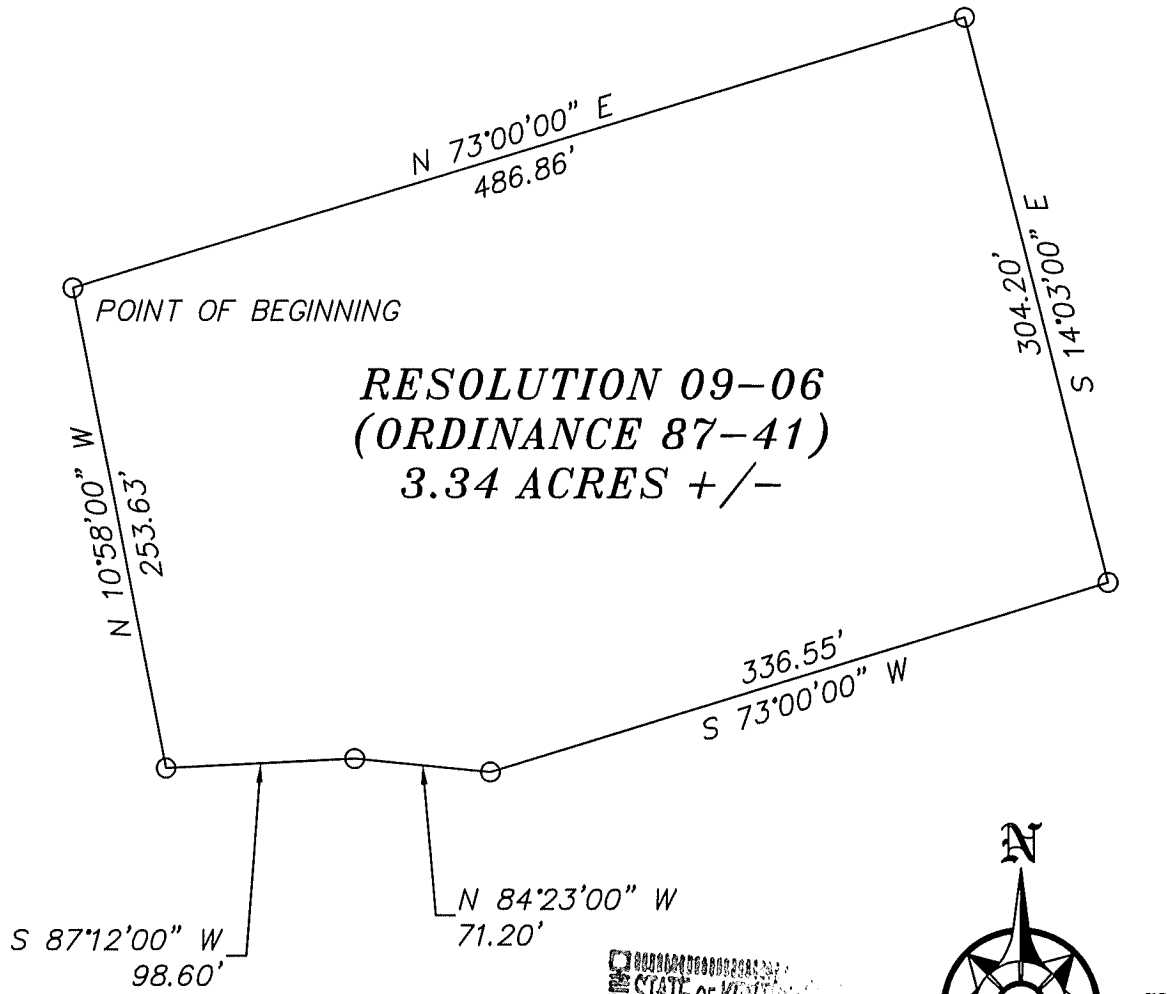 N 73°00'00" E
486.86'
304.20'
S 14°03'00" E
POINT OF BEGINNING
RESOLUTION 09-06
(ORDINANCE 87-41)
3.34 ACRES +/-
N 10°58'00" W
253.63'
336.55'
S 73°00'00" W
S 87°12'00" W
98.60'
N 84°23'00" W
71.20'
N
STATE OF